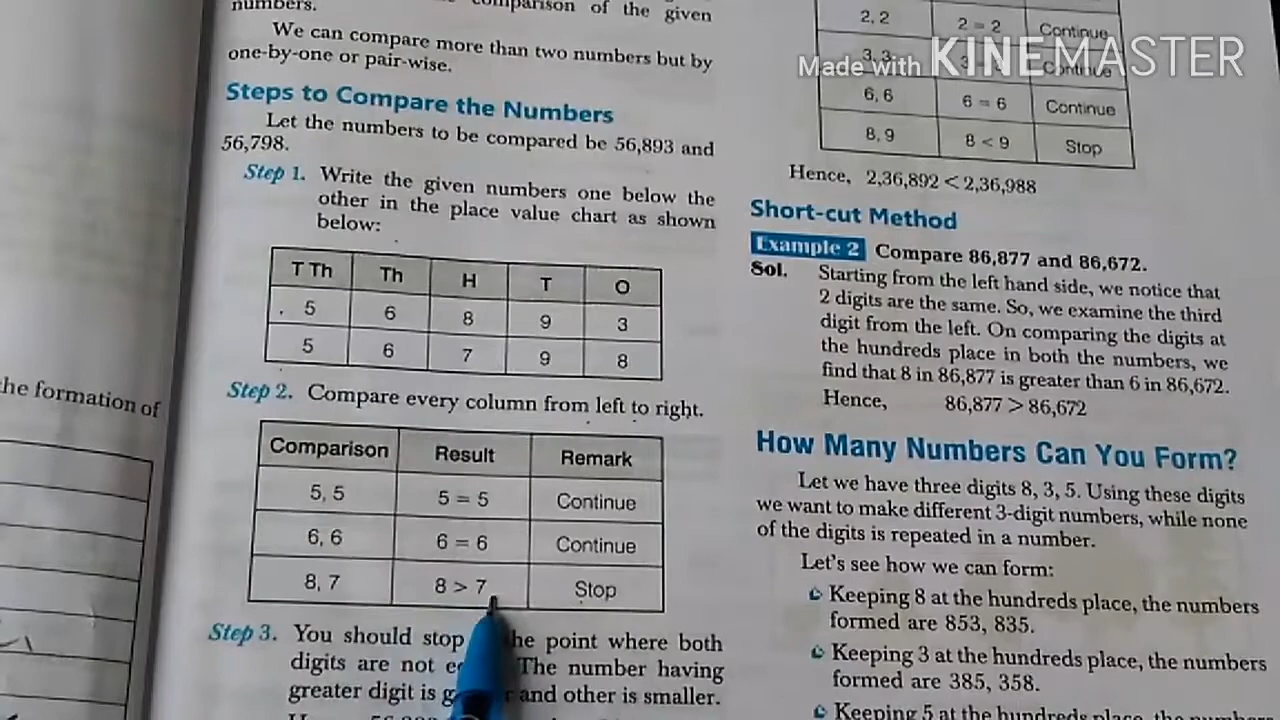 numbers.
comparison of the given
We can compare more than two numbers but by
one-by-one or pair-wise.
Steps to Compare the Numbers
Let the numbers to be compared be 56,893 and
56,798.
Step 1. Write the given numbers one below the
other in the place value chart as shown
below:
T Th Th H T O
5 6 8 9 3
5 6 7 9 8
Step 2. Compare every column from left to right.
Comparison Result Remark
5, 5 5 = 5 Continue
6, 6 6 = 6 Continue
8, 7 8 > 7 Stop
Step 3. You should stop the point where both
digits are not The number having
greater digit is and other is smaller.
he formation of
2, 2 2 = 2 Continue
3, 3 Continue
6, 6 6 = 6 Continue
8, 9 8 < 9 Stop
Made with KINEMASTER
Hence, 2,36,892 < 2,36,988
Short-cut Method
Example 2 Compare 86,877 and 86,672.
Sol. Starting from the left hand side, we notice that
2 digits are the same. So, we examine the third
digit from the left. On comparing the digits at
the hundreds place in both the numbers, we
find that 8 in 86,877 is greater than 6 in 86,672.
Hence, 86,877 > 86,672
How Many Numbers Can You Form?
Let we have three digits 8, 3, 5. Using these digits
we want to make different 3-digit numbers, while none
of the digits is repeated in a number.
Let's see how we can form:
Keeping 8 at the hundreds place, the numbers
formed are 853, 835.
Keeping 3 at the hundreds place, the numbers
formed are 385, 358.
Keeping 5 at the hundreds place, the numbers